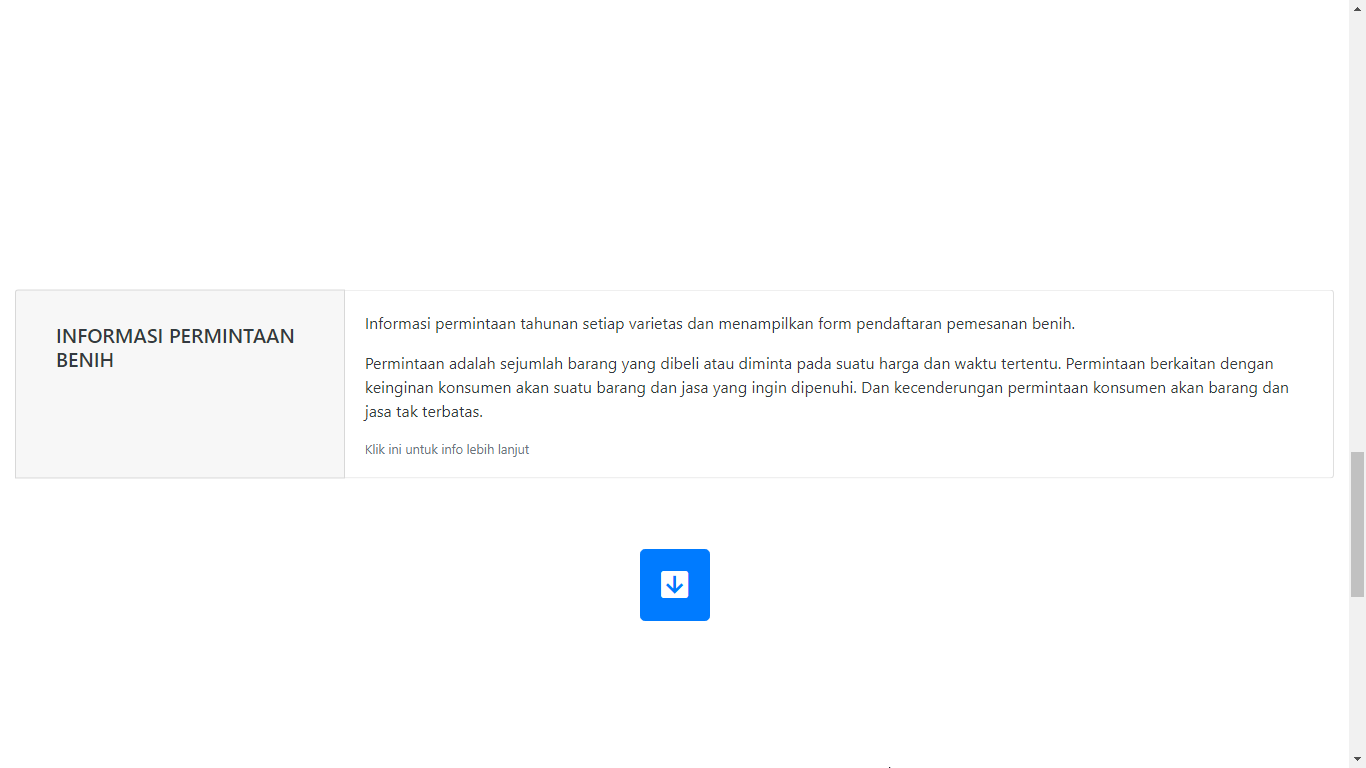 INFORMASI PERMINTAAN
BENIH
Informasi permintaan tahunan setiap varietas dan menampilkan form pendaftaran pemesanan benih.
Permintaan adalah sejumlah barang yang dibeli atau diminta pada suatu harga dan waktu tertentu. Permintaan berkaitan dengan
keinginan konsumen akan suatu barang dan jasa yang ingin dipenuhi. Dan kecenderungan permintaan konsumen akan barang dan
jasa tak terbatas.
Klik ini untuk info lebih lanjut